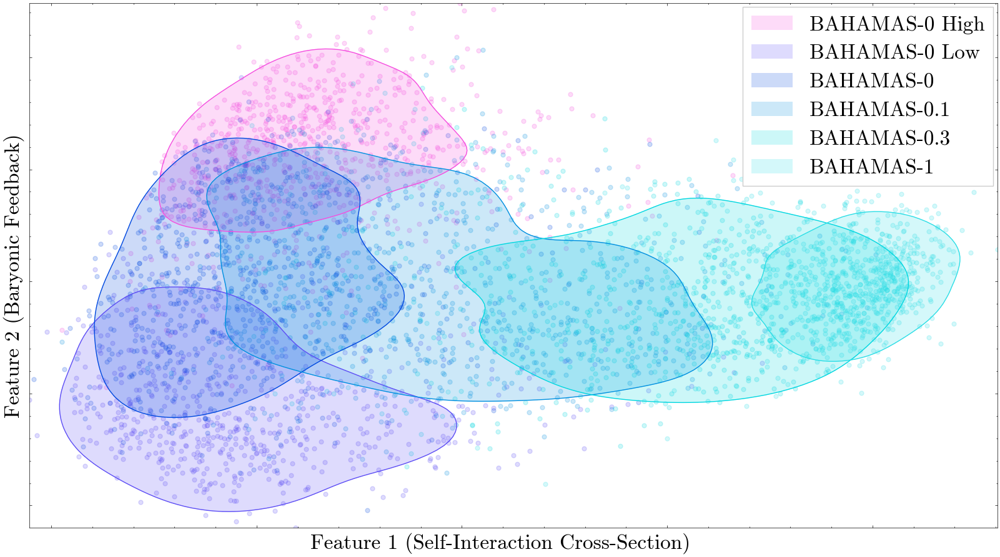 BAHAMAS-0 High
BAHAMAS-0 Low
BAHAMAS-0
BAHAMAS-0.1
BAHAMAS-0.3
BAHAMAS-1
Feature 2 (Baryonic Feedback)
Feature 1 (Self-Interaction Cross-Section)